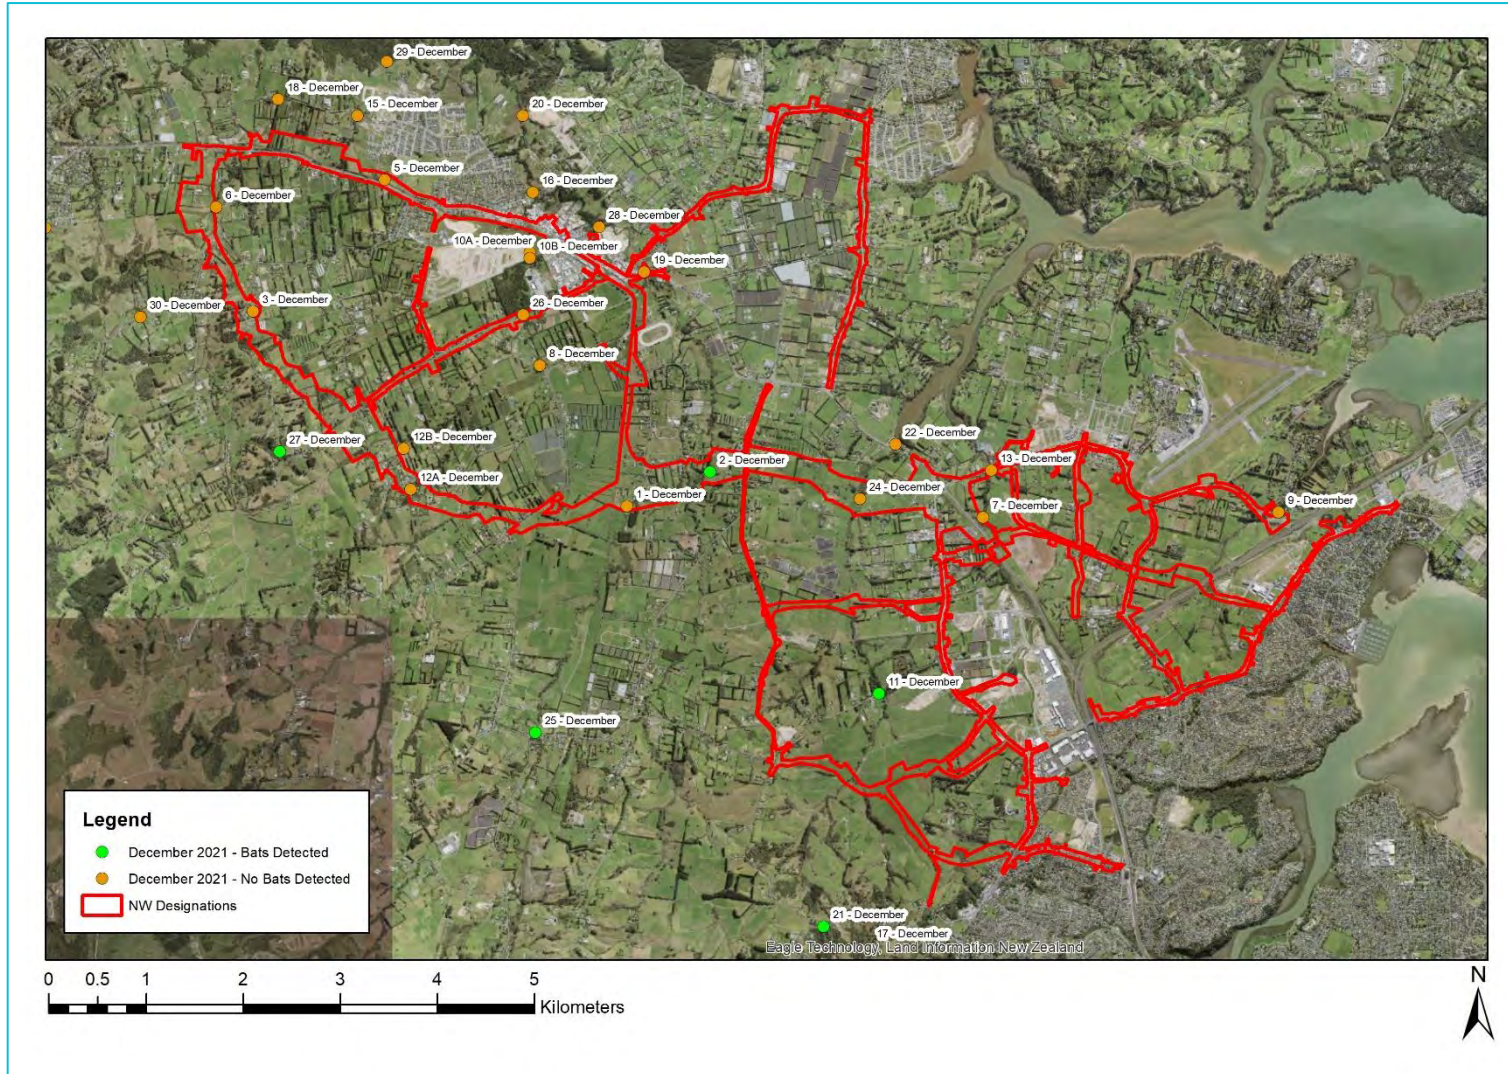 29 - December
18 - December
15 - December
20 - December
5 - December
16 - December
6 - December
28 - December
10A - December
10B - December
19 - December
3 - December
30 - December
26 - December
8 - December
27 - December
12B - December
22 - December
2 - December
13 - December
12A - December
1 - December
24 - December
7 - December
9 - December
11 - December
25 - December
21 - December
17 - December
Eagle Technology, Land Information New Zealand
Legend
December 2021 - Bats Detected
December 2021 - No Bats Detected
NW Designations
0 0.5 1 2 3 4 5
Kilometers
N